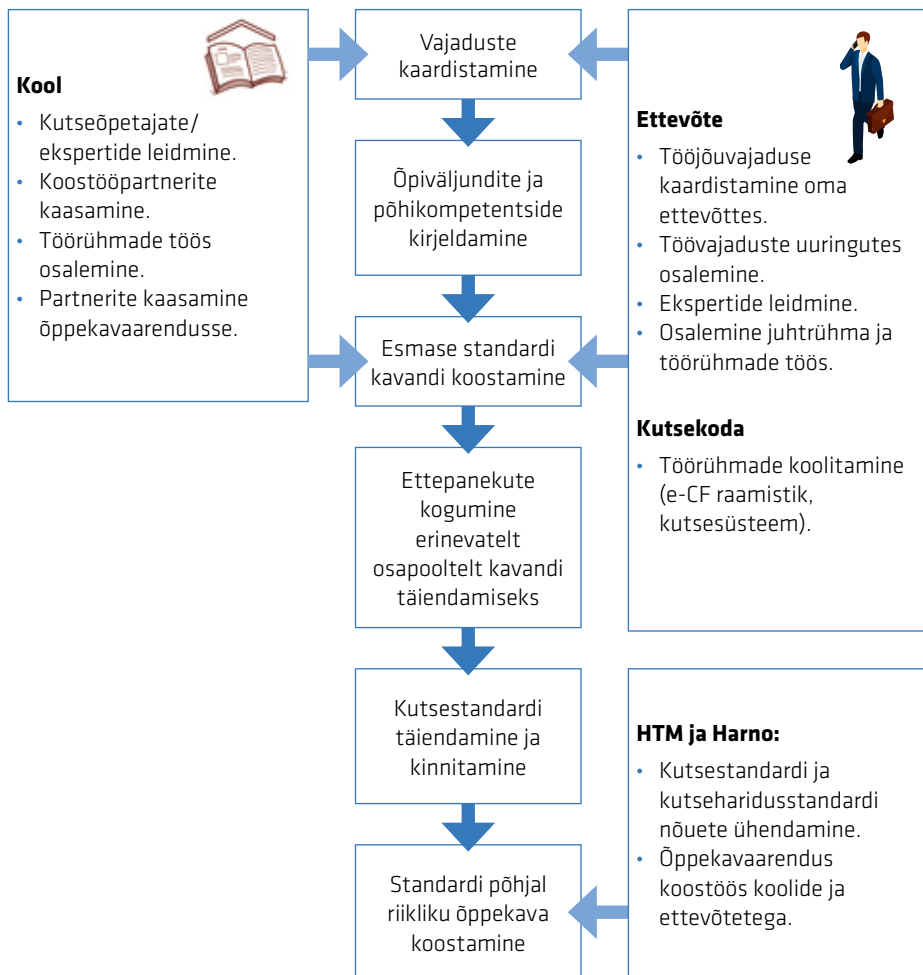 Kool
• Kutseõpetajate/
ekspertide leidmine.
• Koostööpartnerite
kaasamine.
• Töörühmade töös
osalemine.
• Partnerite kaasamine
õppekavaarendusse.
Vajaduste
kaardistamine
Õpiväljundite ja
põhikompetentside
kirjeldamine
Esmase standardi
kavandi koostamine
Ettepanekute
kogumine
erinevatelt
osapooltelt kavandi
täiendamiseks
Kutsestandardi
täiendamine ja
kinnitamine
Standardi põhjal
riikliku õppekava
koostamine
Ettevõte
• Tööjõuvajaduse
kaardistamine oma
ettevõttes.
• Töövajaduste uuringutes
osalemine.
• Ekspertide leidmine.
• Osalemine juhtrühma ja
töörühmade töös.
Kutsekoda
• Töörühmade koolitamine
(e-CF raamistik,
kutsesüsteem).
HTM ja Harno:
• Kutsestandardi ja
kutseharidusstandardi
nõuete ühendamine.
• Õppekavaarendus
koostöös koolide ja
ettevõtetega.